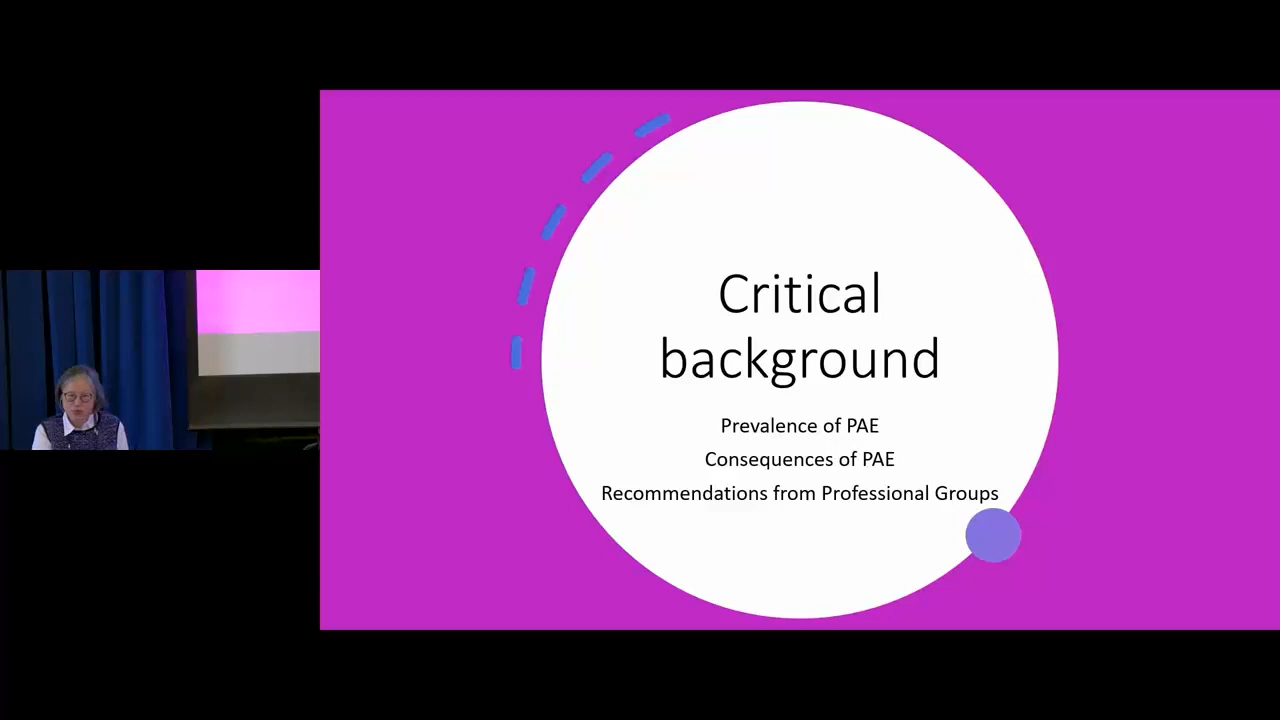 Critical
background
Prevalence of PAE
Consequences of PAE
Recommendations from Professional Groups